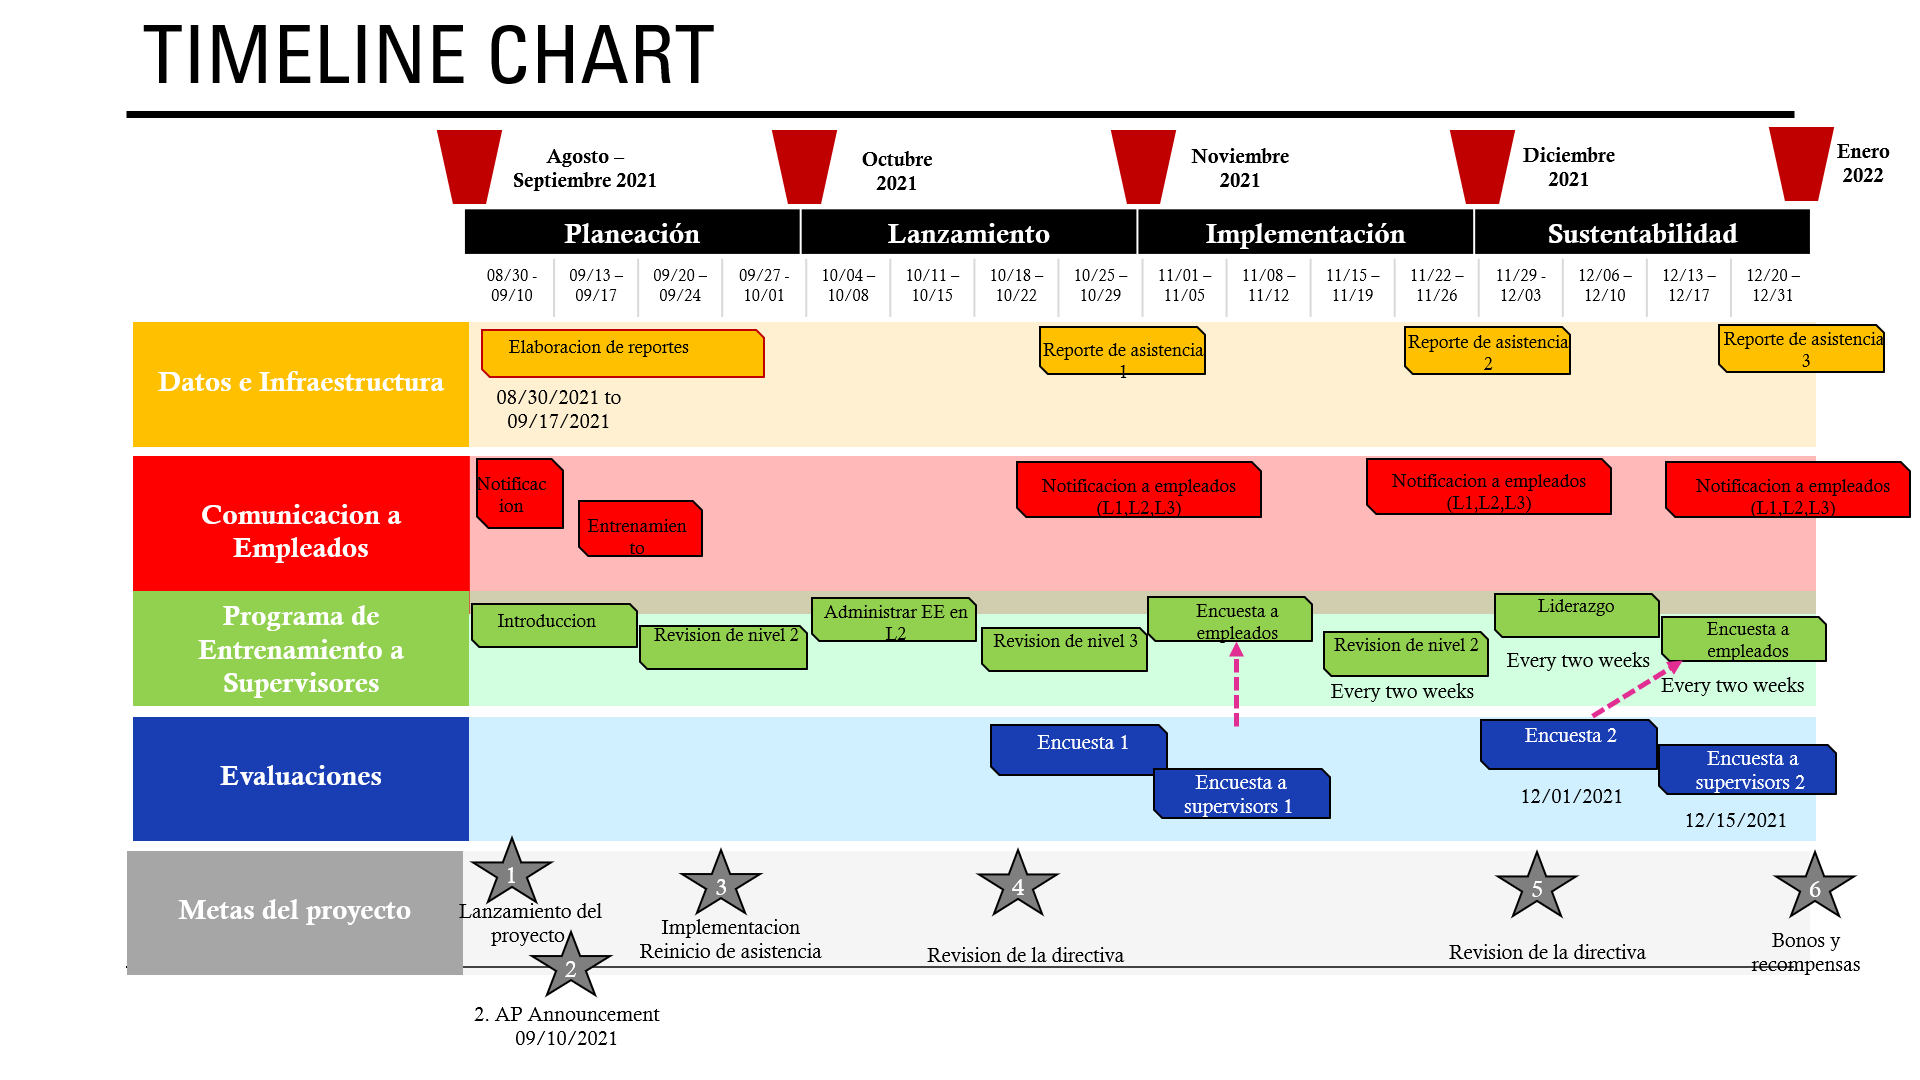 TIMELINE CHART
Agosto –
Septiembre 2021
Octubre
2021
Noviembre
2021
Diciembre
2021
Enero
2022
Planeación
Lanzamiento
Implementación
Sustentabilidad
08/30 -
09/10
09/13 –
09/17
09/20 –
09/24
09/27 -
10/01
10/04 –
10/08
10/11 –
10/15
10/18 –
10/22
10/25 –
10/29
11/01 –
11/05
11/08 –
11/12
11/15 –
11/19
11/22 –
11/26
11/29 -
12/03
12/06 –
12/10
12/13 –
12/17
12/20 –
12/31
Datos e Infraestructura
Elaboracion de reportes
08/30/2021 to
09/17/2021
Reporte de asistencia
1
Reporte de asistencia
2
Reporte de asistencia
3
Comunicacion a
Empleados
Notificac
ion
Entrenamien
to
Notificacion a empleados
(L1,L2,L3)
Notificacion a empleados
(L1,L2,L3)
Notificacion a empleados
(L1,L2,L3)
Programa de
Entrenamiento a
Supervisores
Introduccion
Revision de nivel 2
Administrar EE en
L2
Revision de nivel 3
Encuesta a
empleados
Revision de nivel 2
Every two weeks
Liderazgo
Every two weeks
Encuesta a
empleados
Every two weeks
Evaluaciones
Encuesta 1
Encuesta a
supervisors 1
Encuesta 2
12/01/2021
Encuesta a
supervisors 2
12/15/2021
Metas del proyecto
1
Lanzamiento del
proyecto
2
2. AP Announcement
09/10/2021
3
Implementacion
Reinicio de asistencia
4
Revision de la directiva
5
Revision de la directiva
6
Bonos y
recompensas